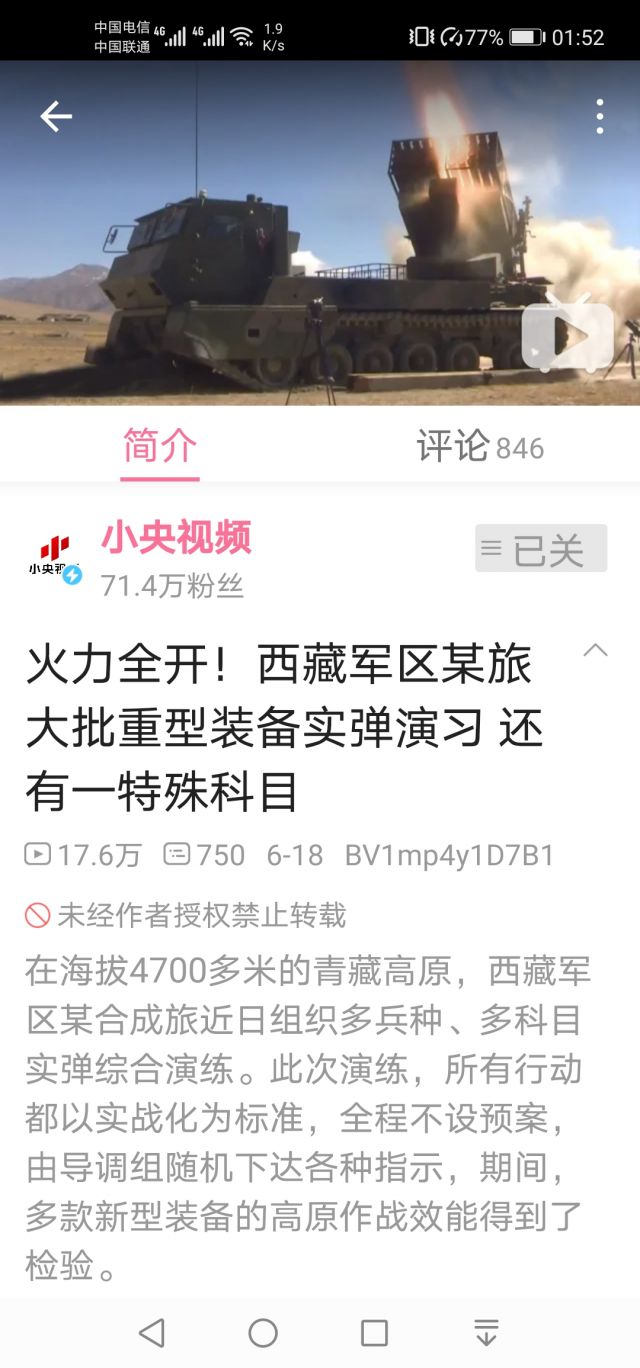 中国电信 4G 4G 1.9
中国联通 K/s
77% 01:52
简介 评论 846
小央视频
小央视
已关
71.4万粉丝
火力全开！西藏军区某旅
大批重型装备实弹演习 还
有一特殊科目
17.6万 750 6-18 BV1mp4y1D7B1
未经作者授权禁止转载
在海拔4700多米的青藏高原，西藏军
区某合成旅近日组织多兵种、多科目
实弹综合演练。此次演练，所有行动
都以实战化为标准，全程不设预案，
由导调组随机下达各种指示，期间，
多款新型装备的高原作战效能得到了
检验。